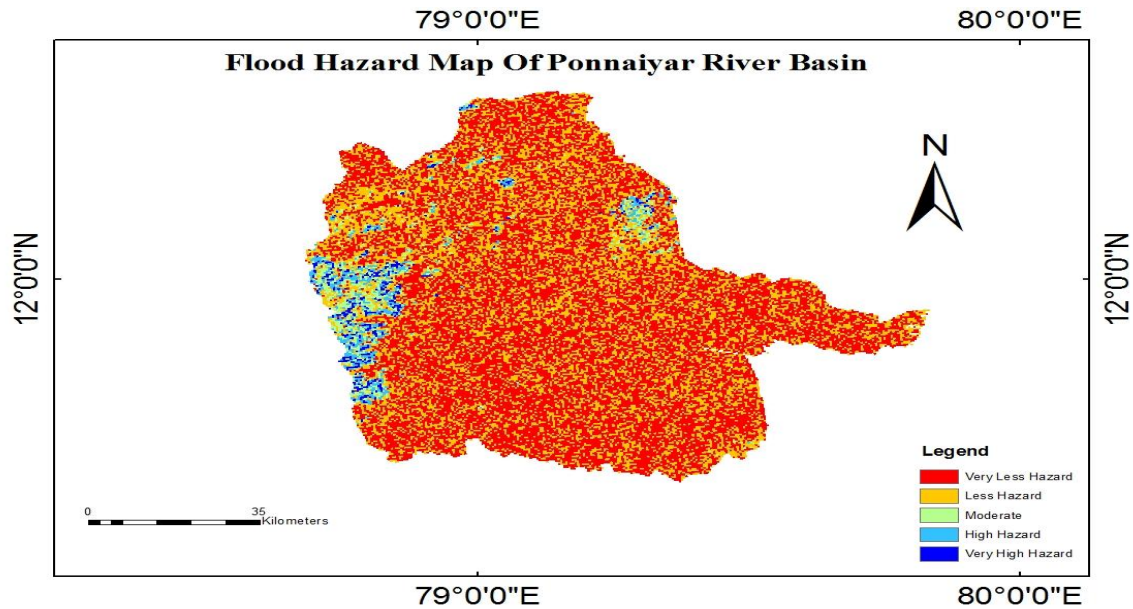 79°0'0"E 80°0'0"E
Flood Hazard Map Of Ponnaiyar River Basin
N
12°0'0"N 12°0'0"N
Legend
Very Less Hazard
Less Hazard
Moderate
High Hazard
Very High Hazard
0 35
Kilometers
79°0'0"E 80°0'0"E